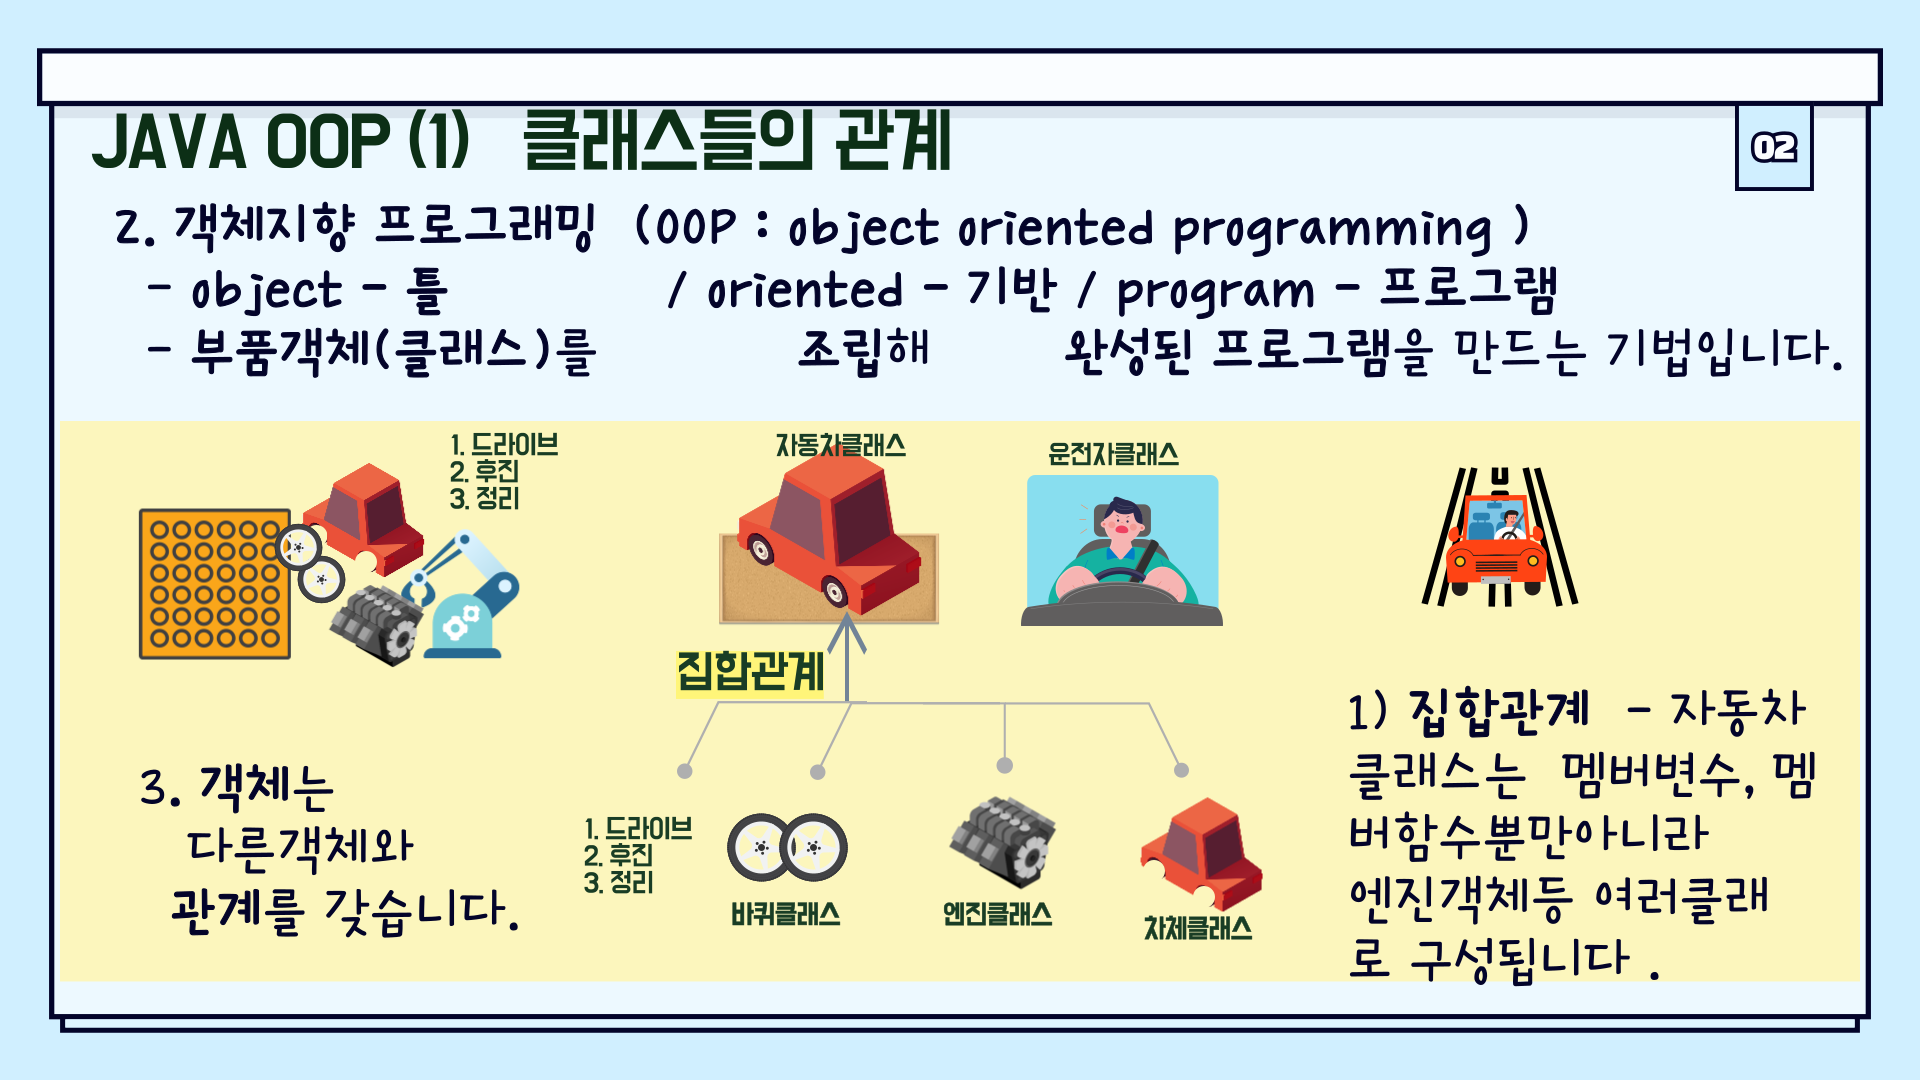 JAVA OOP (1) 클래스들의 관계
02
2. 객체지향 프로그래밍 (OOP : object oriented programming )
- object - 틀 / oriented - 기반 / program - 프로그램
- 부품객체(클래스)를 조립해 완성된 프로그램을 만드는 기법입니다.
1. 드라이브
2. 후진
3. 정리
자동차클래스
운전자클래스
집합관계
3. 객체는
다른객체와
관계를 갖습니다.
1. 드라이브
2. 후진
3. 정리
바퀴클래스
엔진클래스
차체클래스
1) 집합관계 - 자동차
클래스는 멤버변수, 멤
버함수뿐만아니라
엔진객체등 여러클래
로 구성됩니다 .